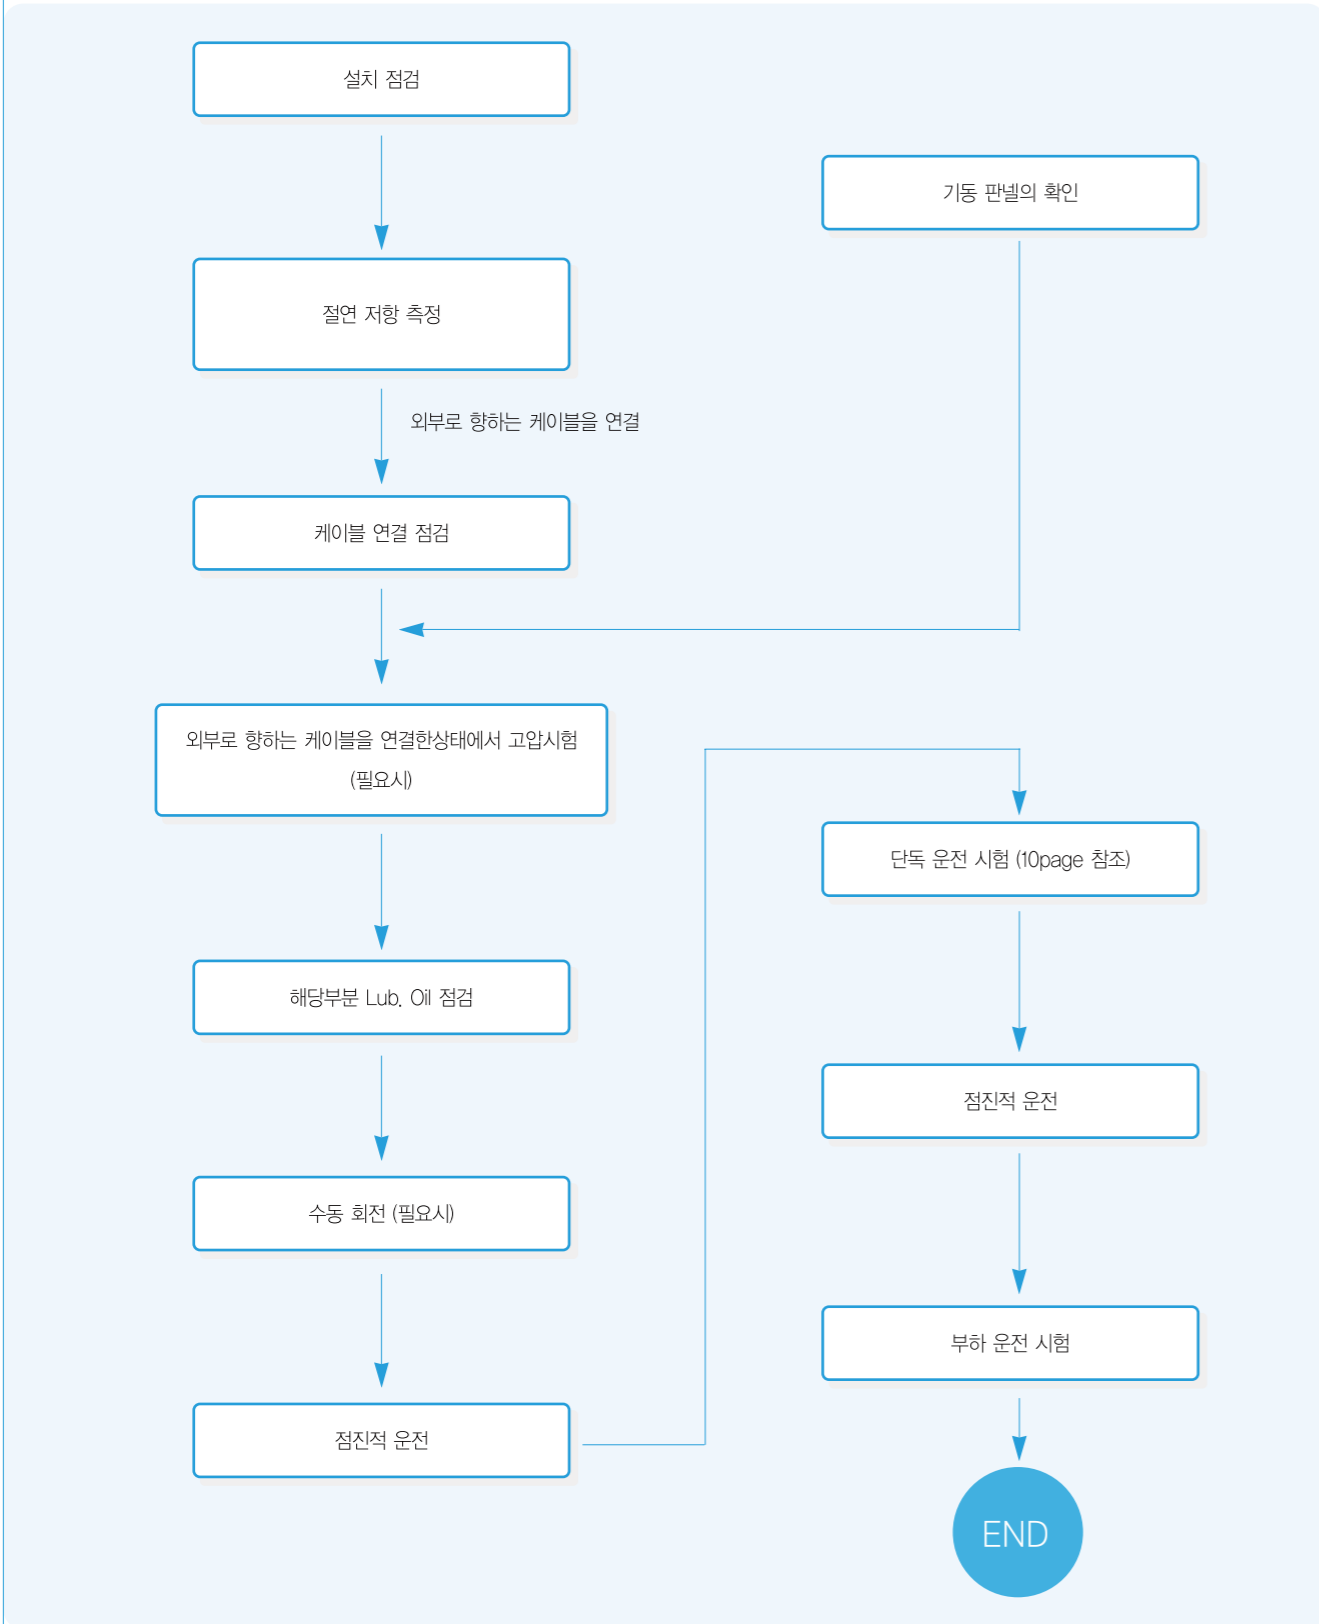 설치 점검
기동 판넬의 확인
절연 저항 측정
외부로 향하는 케이블을 연결
케이블 연결 점검
외부로 향하는 케이블을 연결한상태에서 고압시험
(필요시)
해당부분 Lub. Oil 점검
수동 회전 (필요시)
점진적 운전
단독 운전 시험 (10page 참조)
점진적 운전
부하 운전 시험
END